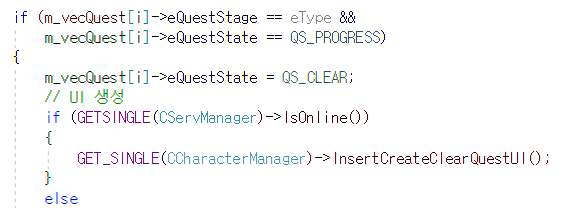 if (m_vecQuest[i]->eQuestStage == eType &&
m_vecQuest[i]->eQuestState == QS_PROGRESS)
{
m_vecQuest[i]->eQuestState = QS_CLEAR;
// UI 생성
if (GETSINGLE(CServManager)->IsOnline())
{
GET_SINGLE(CCharacterManager)->InsertCreateClearQuestUI();
}
else